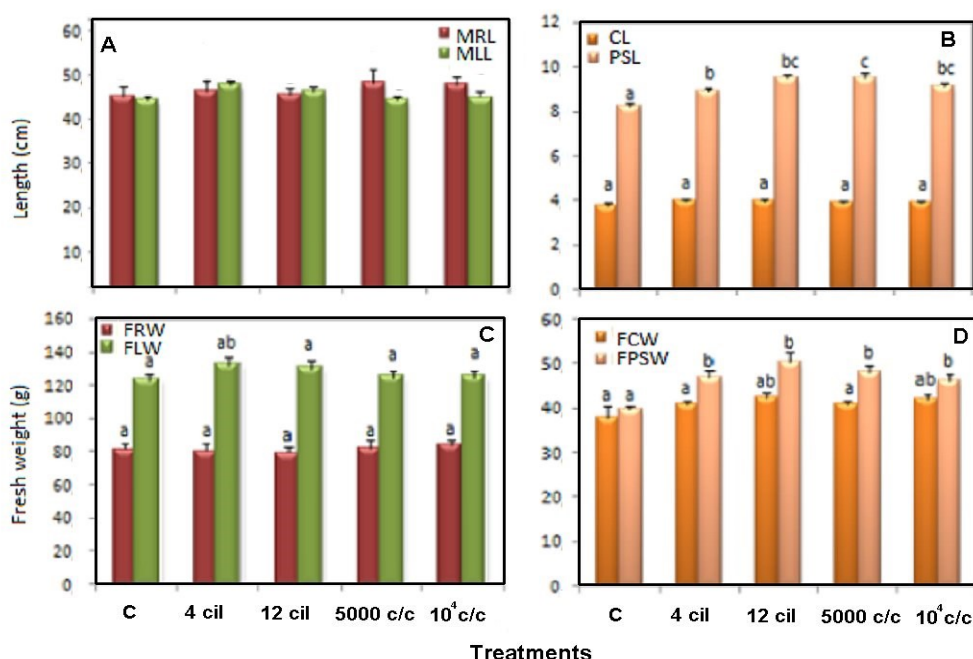 A
MRL
MLL
60
50
40
30
20
10
Length (cm)
B
CL
PSL
12
10
8
6
4
2
0
a a
a b
a bc
a c
a bc
C
FRW
FLW
160
140
120
100
80
60
40
20
0
Fresh weight (g)
a a
a ab
a a
a a
a a
C 4 cil 12 cil 5000 c/c 10⁴c/c
D
FCW
FPSW
60
50
40
30
20
10
0
a a
a b
ab b
a b
ab b
C 4 cil 12 cil 5000 c/c 10⁴c/c
Treatments